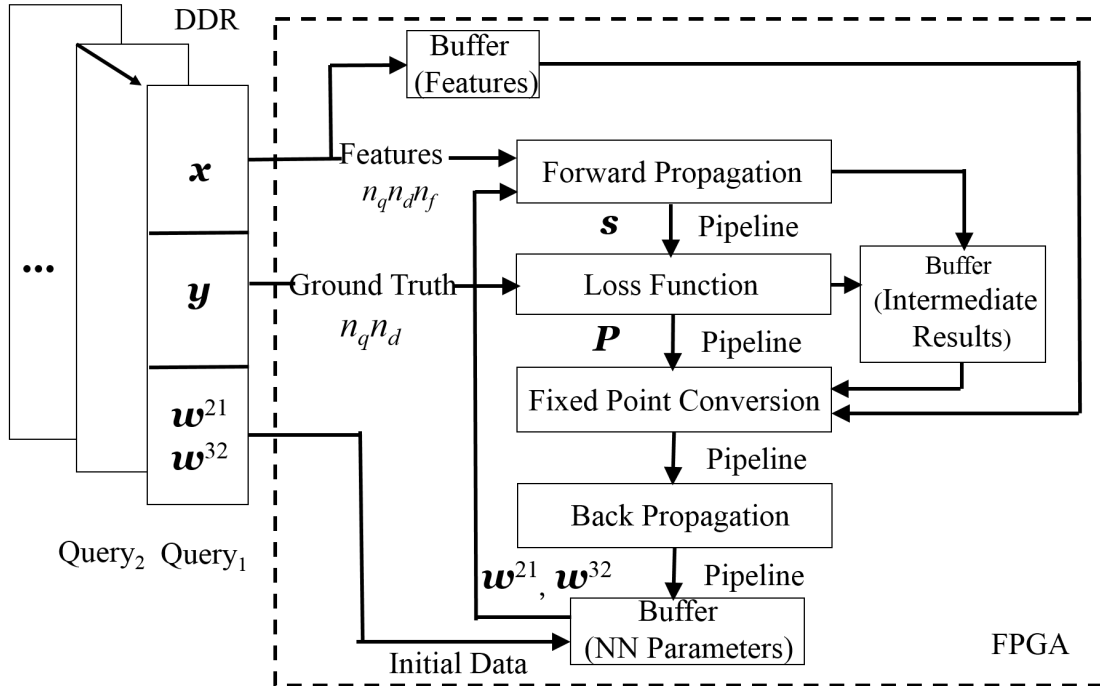 DDR
Buffer
(Features)
x
Features
n_q n_d n_f
Forward Propagation
s
Pipeline
...
y
Ground Truth
n_q n_d
Loss Function
Buffer
(Intermediate
Results)
P
Pipeline
Fixed Point Conversion
w^21
w^32
Pipeline
Back Propagation
Query_2
Query_1
w^21, w^32
Pipeline
Buffer
(NN Parameters)
Initial Data
FPGA